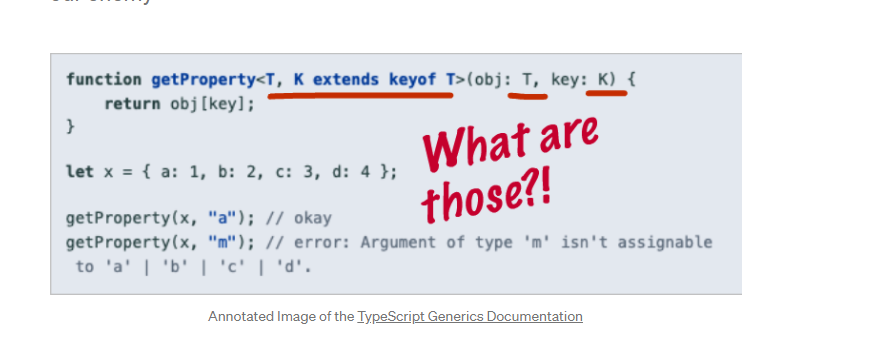 function getProperty<T, K extends keyof T>(obj: T, key: K) {
    return obj[key];
}
let x = { a: 1, b: 2, c: 3, d: 4 };
What are
those?!
getProperty(x, "a"); // okay
getProperty(x, "m"); // error: Argument of type 'm' isn't assignable
to 'a' | 'b' | 'c' | 'd'.
Annotated Image of the TypeScript Generics Documentation